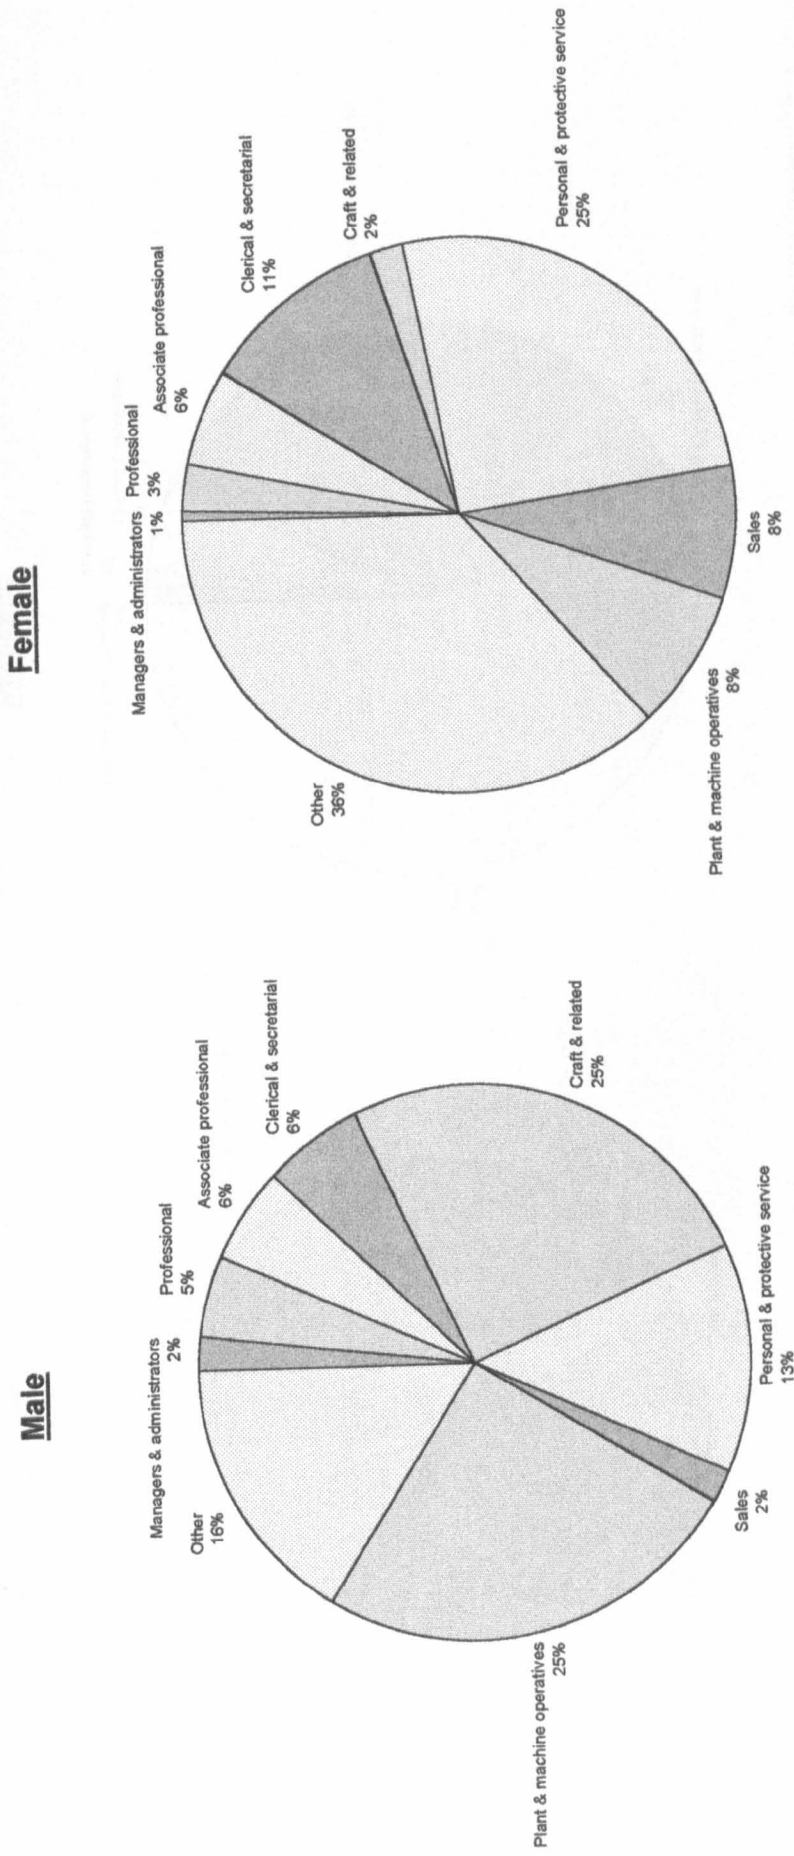 Male
Managers & administrators
2%
Professional
5%
Associate professional
6%
Clerical & secretarial
6%
Craft & related
25%
Personal & protective service
13%
Sales
2%
Plant & machine operatives
25%
Other
16%
Female
Managers & administrators
1%
Professional
3%
Associate professional
6%
Clerical & secretarial
11%
Craft & related
2%
Personal & protective service
25%
Sales
8%
Plant & machine operatives
8%
Other
36%